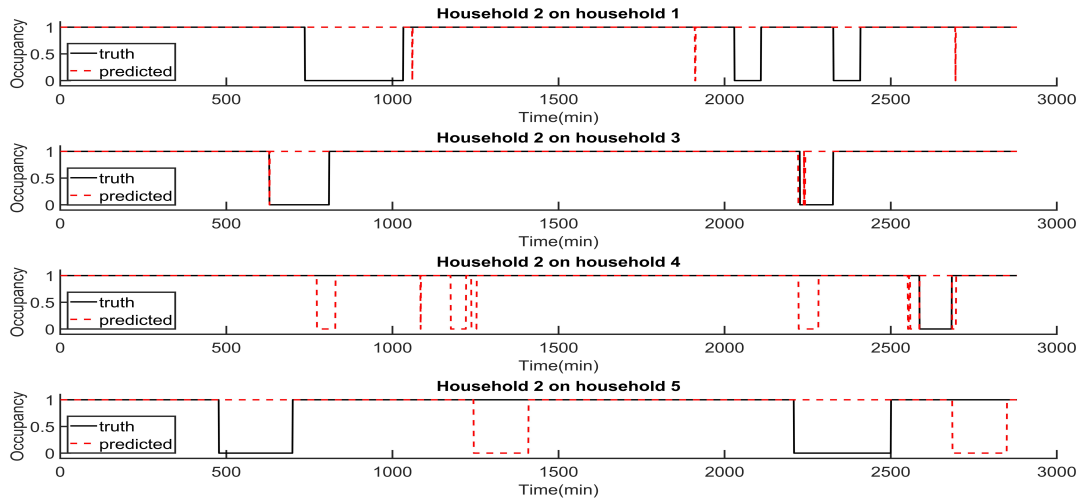 Household 2 on household 1
Occupancy
1
0.5
0
truth
predicted
0 500 1000 1500 2000 2500 3000
Time(min)
Household 2 on household 3
Occupancy
1
0.5
0
truth
predicted
0 500 1000 1500 2000 2500 3000
Time(min)
Household 2 on household 4
Occupancy
1
0.5
0
truth
predicted
0 500 1000 1500 2000 2500 3000
Time(min)
Household 2 on household 5
Occupancy
1
0.5
0
truth
predicted
0 500 1000 1500 2000 2500 3000
Time(min)